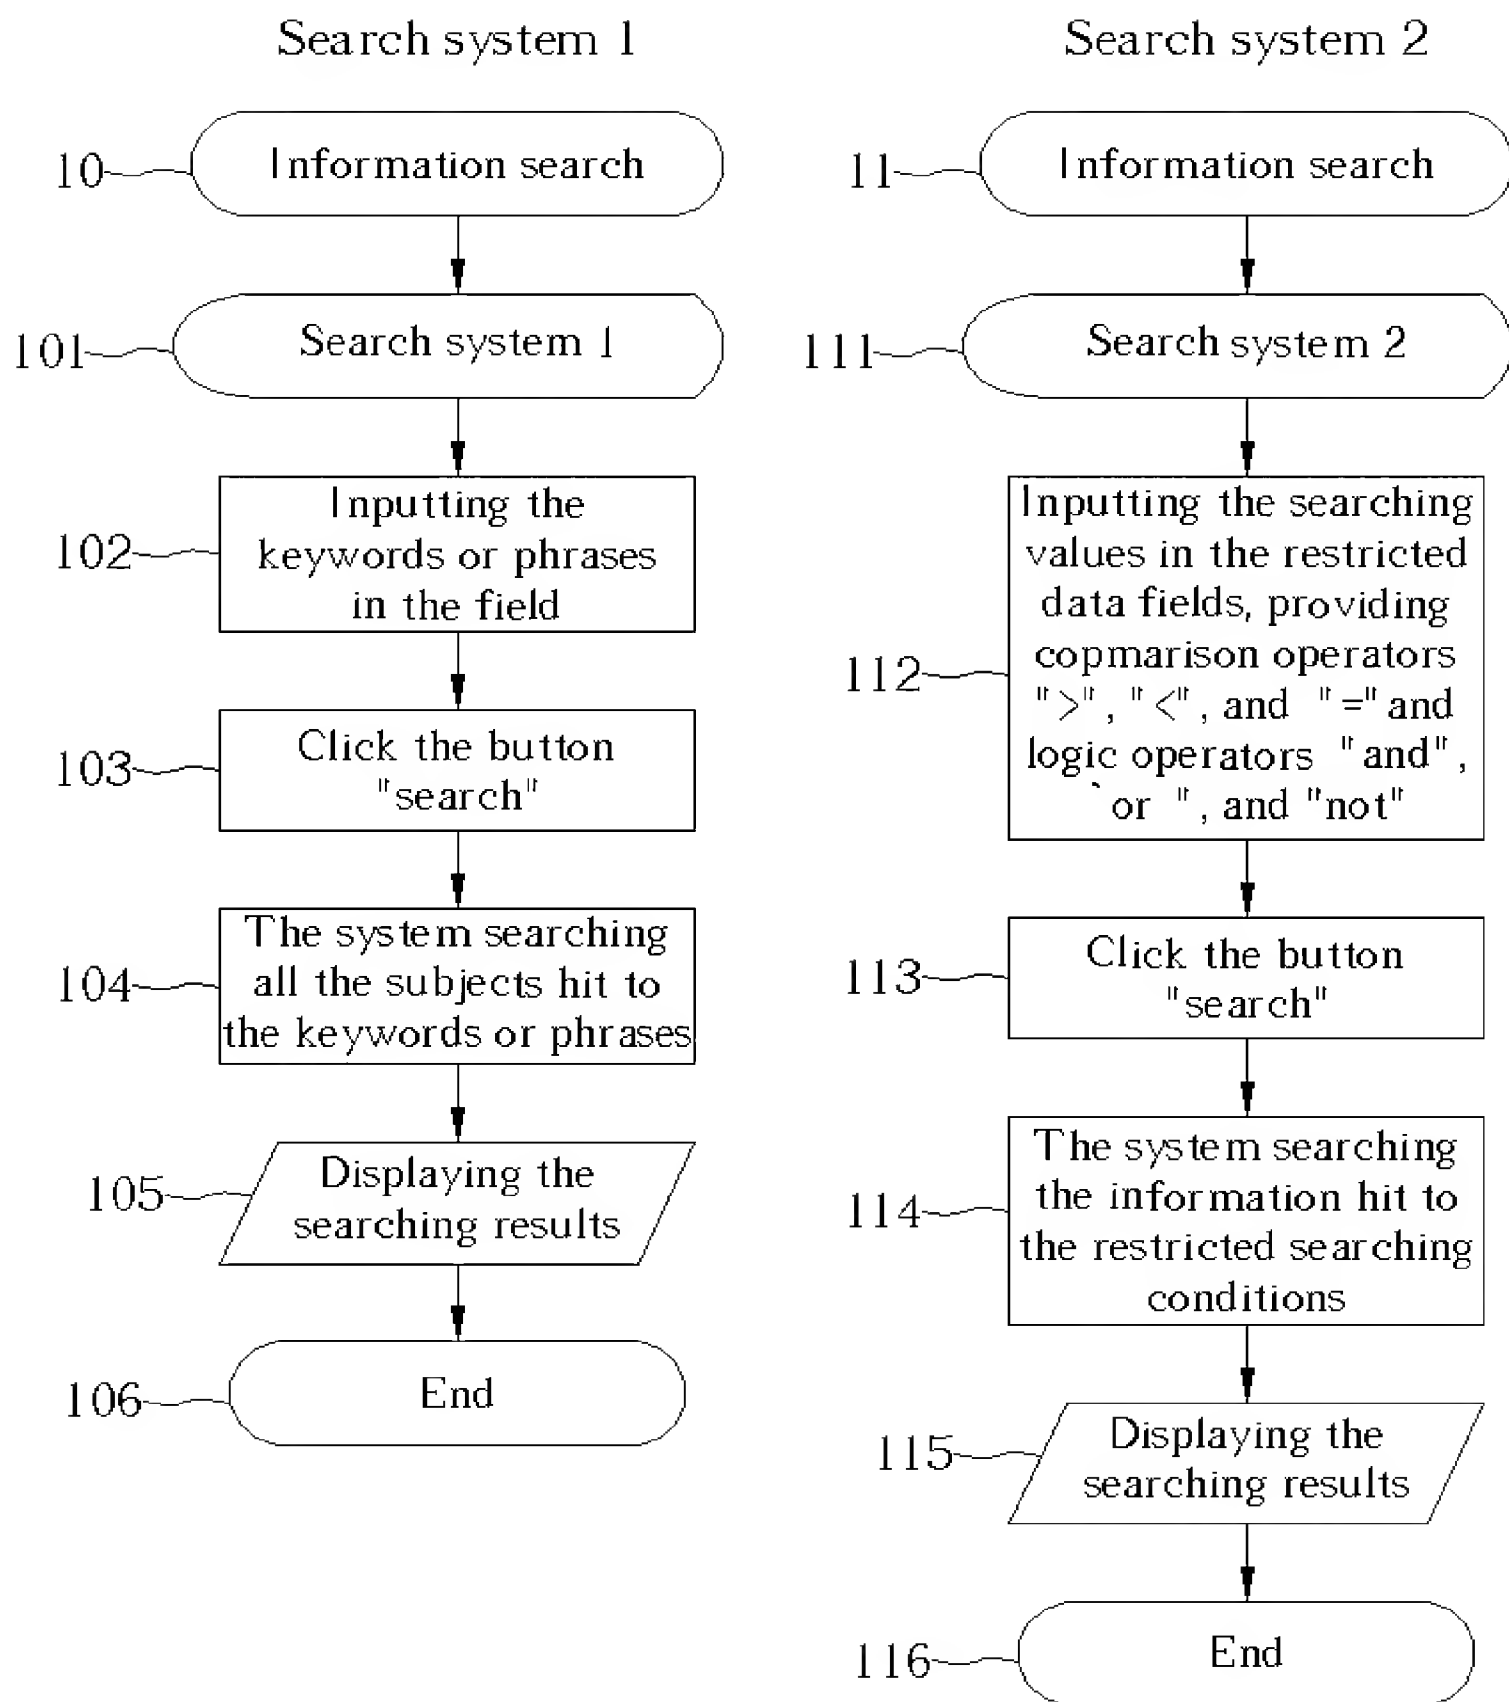 Search system 1
10
Information search
101
Search system 1
102
Inputting the
keywords or phrases
in the field
103
Click the button
"search"
104
The system searching
all the subjects hit to
the keywords or phrases
105
Displaying the
searching results
106
End
Search system 2
11
Information search
111
Search system 2
112
Inputting the searching
values in the restricted
data fields, providing
copmarison operators
">", "<", and "="and
logic operators "and",
`or ", and "not"
113
Click the button
"search"
114
The system searching
the information hit to
the restricted searching
conditions
115
Displaying the
searching results
116
End